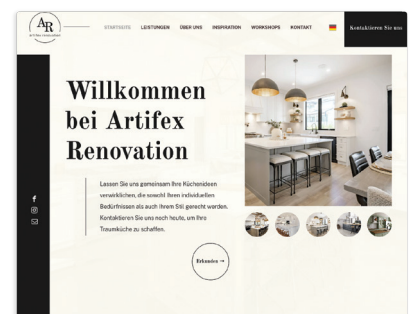 AR
artifex renovation
STARTSEITE LEISTUNGEN ÜBER UNS INSPIRATION WORKSHOPS KONTAKT
Kontaktieren Sie uns
Willkommen
bei Artifex
Renovation
Lassen Sie uns gemeinsam Ihre Küchenideen
verwirklichen, die sowohl Ihren individuellen
Bedürfnissen als auch Ihrem Stil gerecht werden.
Kontaktieren Sie uns noch heute, um Ihre
Traumküche zu schaffen.
Erkunden →